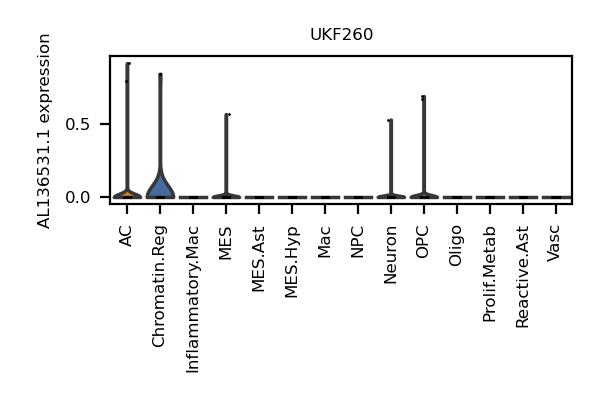 UKF260
AL136531.1 expression
0.5
0.0
AC
Chromatin.Reg
Inflammatory.Mac
MES
MES.Ast
MES.Hyp
Mac
NPC
Neuron
OPC
Oligo
Prolif.Metab
Reactive.Ast
Vasc